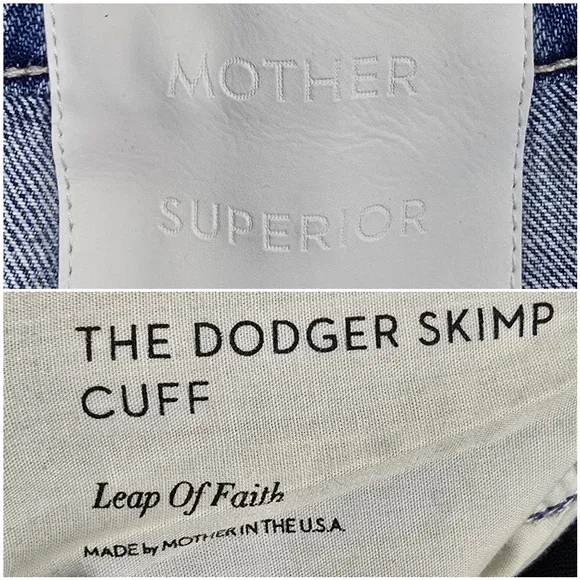 MOTHER
SUPERIOR
THE DODGER SKIMP
CUFF
Leap Of Faith
MADE by MOTHER IN THE U.S.A.